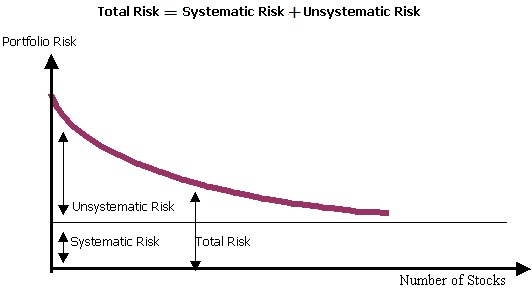 Total Risk = Systematic Risk + Unsystematic Risk
Portfolio Risk
Unsystematic Risk
Systematic Risk
Total Risk
Number of Stocks